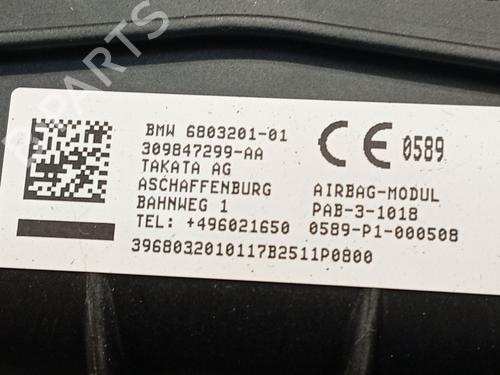 B-PARTS
BMW 6803201-01
309847299-AA
TAKATA AG
ASCHAFFENBURG
BAHNWEG 1
TEL: +496021650
3968032010117B2511P0800
CE 0589
AIRBAG-MODUL
PAB-3-1018
0589-P1-000508